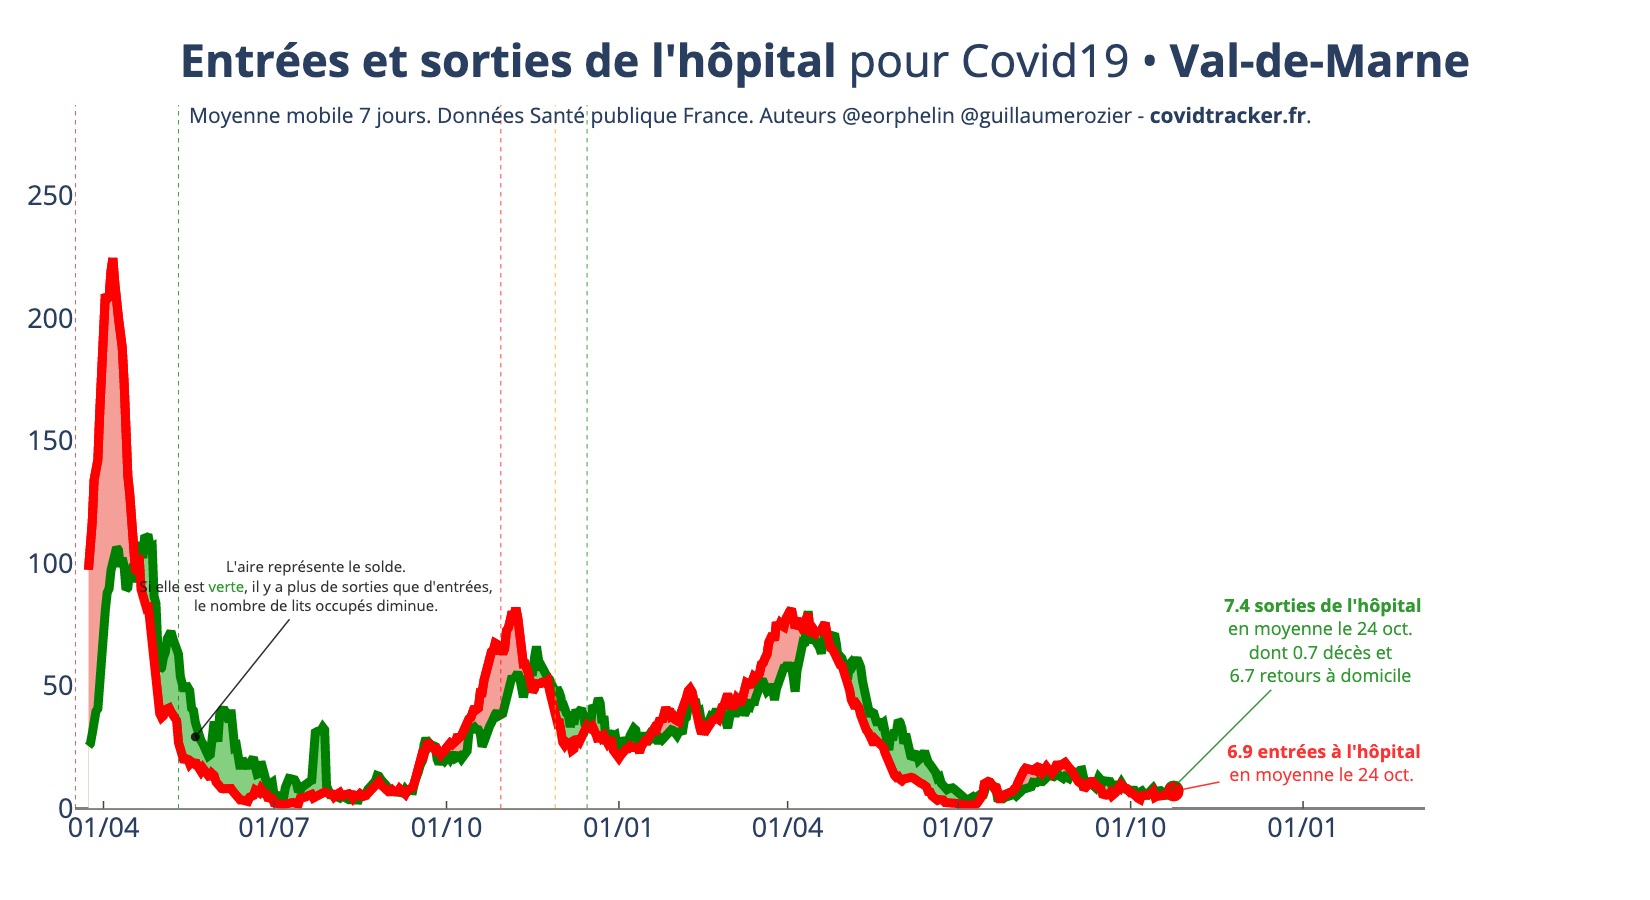 Entrées et sorties de l'hôpital pour Covid19 • Val-de-Marne
Moyenne mobile 7 jours. Données Santé publique France. Auteurs @eorphelin @guillaumerozier - covidtracker.fr.
250
200
150
100
50
0
L'aire représente le solde.
Si elle est verte, il y a plus de sorties que d'entrées,
le nombre de lits occupés diminue.
7.4 sorties de l'hôpital
en moyenne le 24 oct.
dont 0.7 décès et
6.7 retours à domicile
6.9 entrées à l'hôpital
en moyenne le 24 oct.
01/04 01/07 01/10 01/01 01/04 01/07 01/10 01/01